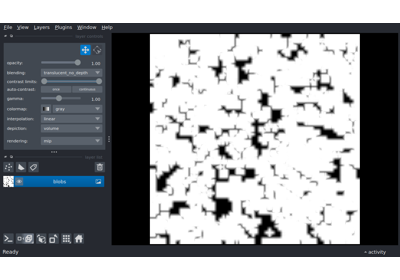 File View Layers Plugins Window Help
opacity: 1.00
blending: translucent_no_depth
contrast limits:
auto-contrast: once continuous
gamma: 1.00
colormap: gray
interpolation: linear
depiction: volume
rendering: mip
blobs
Ready activity